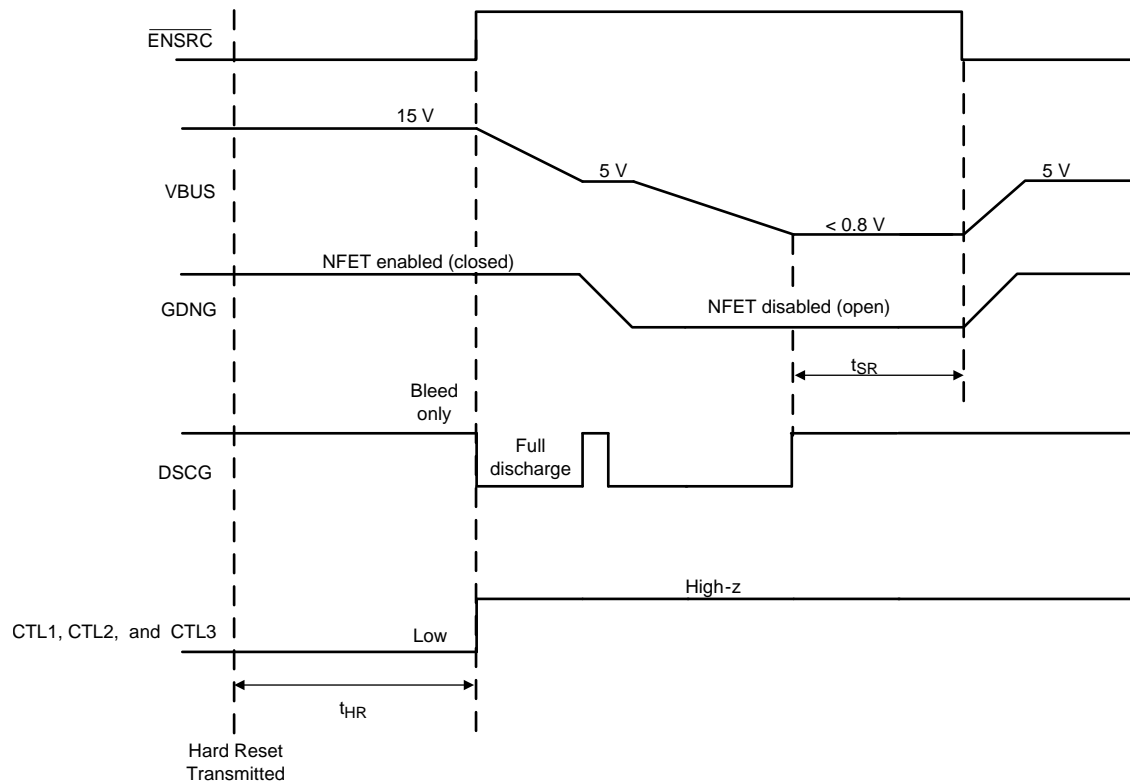 ENSRC
15 V
5 V
5 V
VBUS
< 0.8 V
NFET enabled (closed)
GDNG
NFET disabled (open)
tSR
Bleed
only
Full
discharge
DSCG
High-z
CTL1, CTL2, and CTL3
Low
tHR
Hard Reset
Transmitted